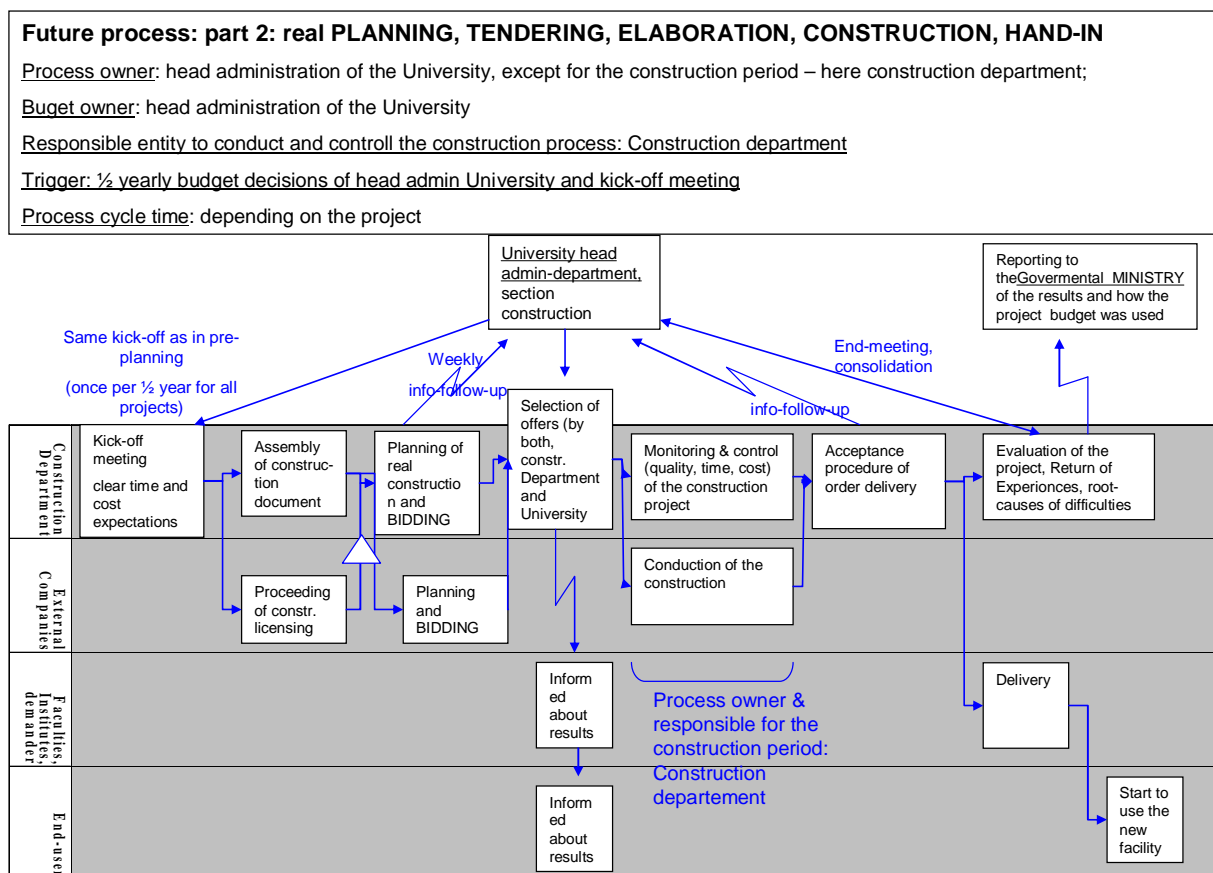 Future process: part 2: real PLANNING, TENDERING, ELABORATION, CONSTRUCTION, HAND-IN
Process owner: head administration of the University, except for the construction period – here construction department;
Buget owner: head administration of the University
Responsible entity to conduct and controll the construction process: Construction department
Trigger: ½ yearly budget decisions of head admin University and kick-off meeting
Process cycle time: depending on the project
University head
admin-department,
section
construction
Reporting to
theGovermental MINISTRY
of the results and how the
project budget was used
Same kick-off as in pre-
planning
(once per ½ year for all
projects)
Weekly
info-follow-up
info-follow-up
End-meeting,
consolidation
Construction
Department
Kick-off
meeting
clear time and
cost
expectations
Assembly
of construc-
tion
document
Planning of
real
constructio
n and
BIDDING
Selection of
offers (by
both,
constr.
Department
and
University
Monitoring & control
(quality, time, cost)
of the construction
project
Acceptance
procedure of
order delivery
Evaluation of the
project, Return of
Experionces, root-
causes of difficulties
External
Companies
Proceeding
of constr.
licensing
Planning
and
BIDDING
Conduction of the
construction
Faculties,
Institutes,
demander
Inform
ed
about
results
Process owner &
responsible for the
construction period:
Construction
departement
Delivery
End-user
Inform
ed
about
results
Start to
use the
new
facility